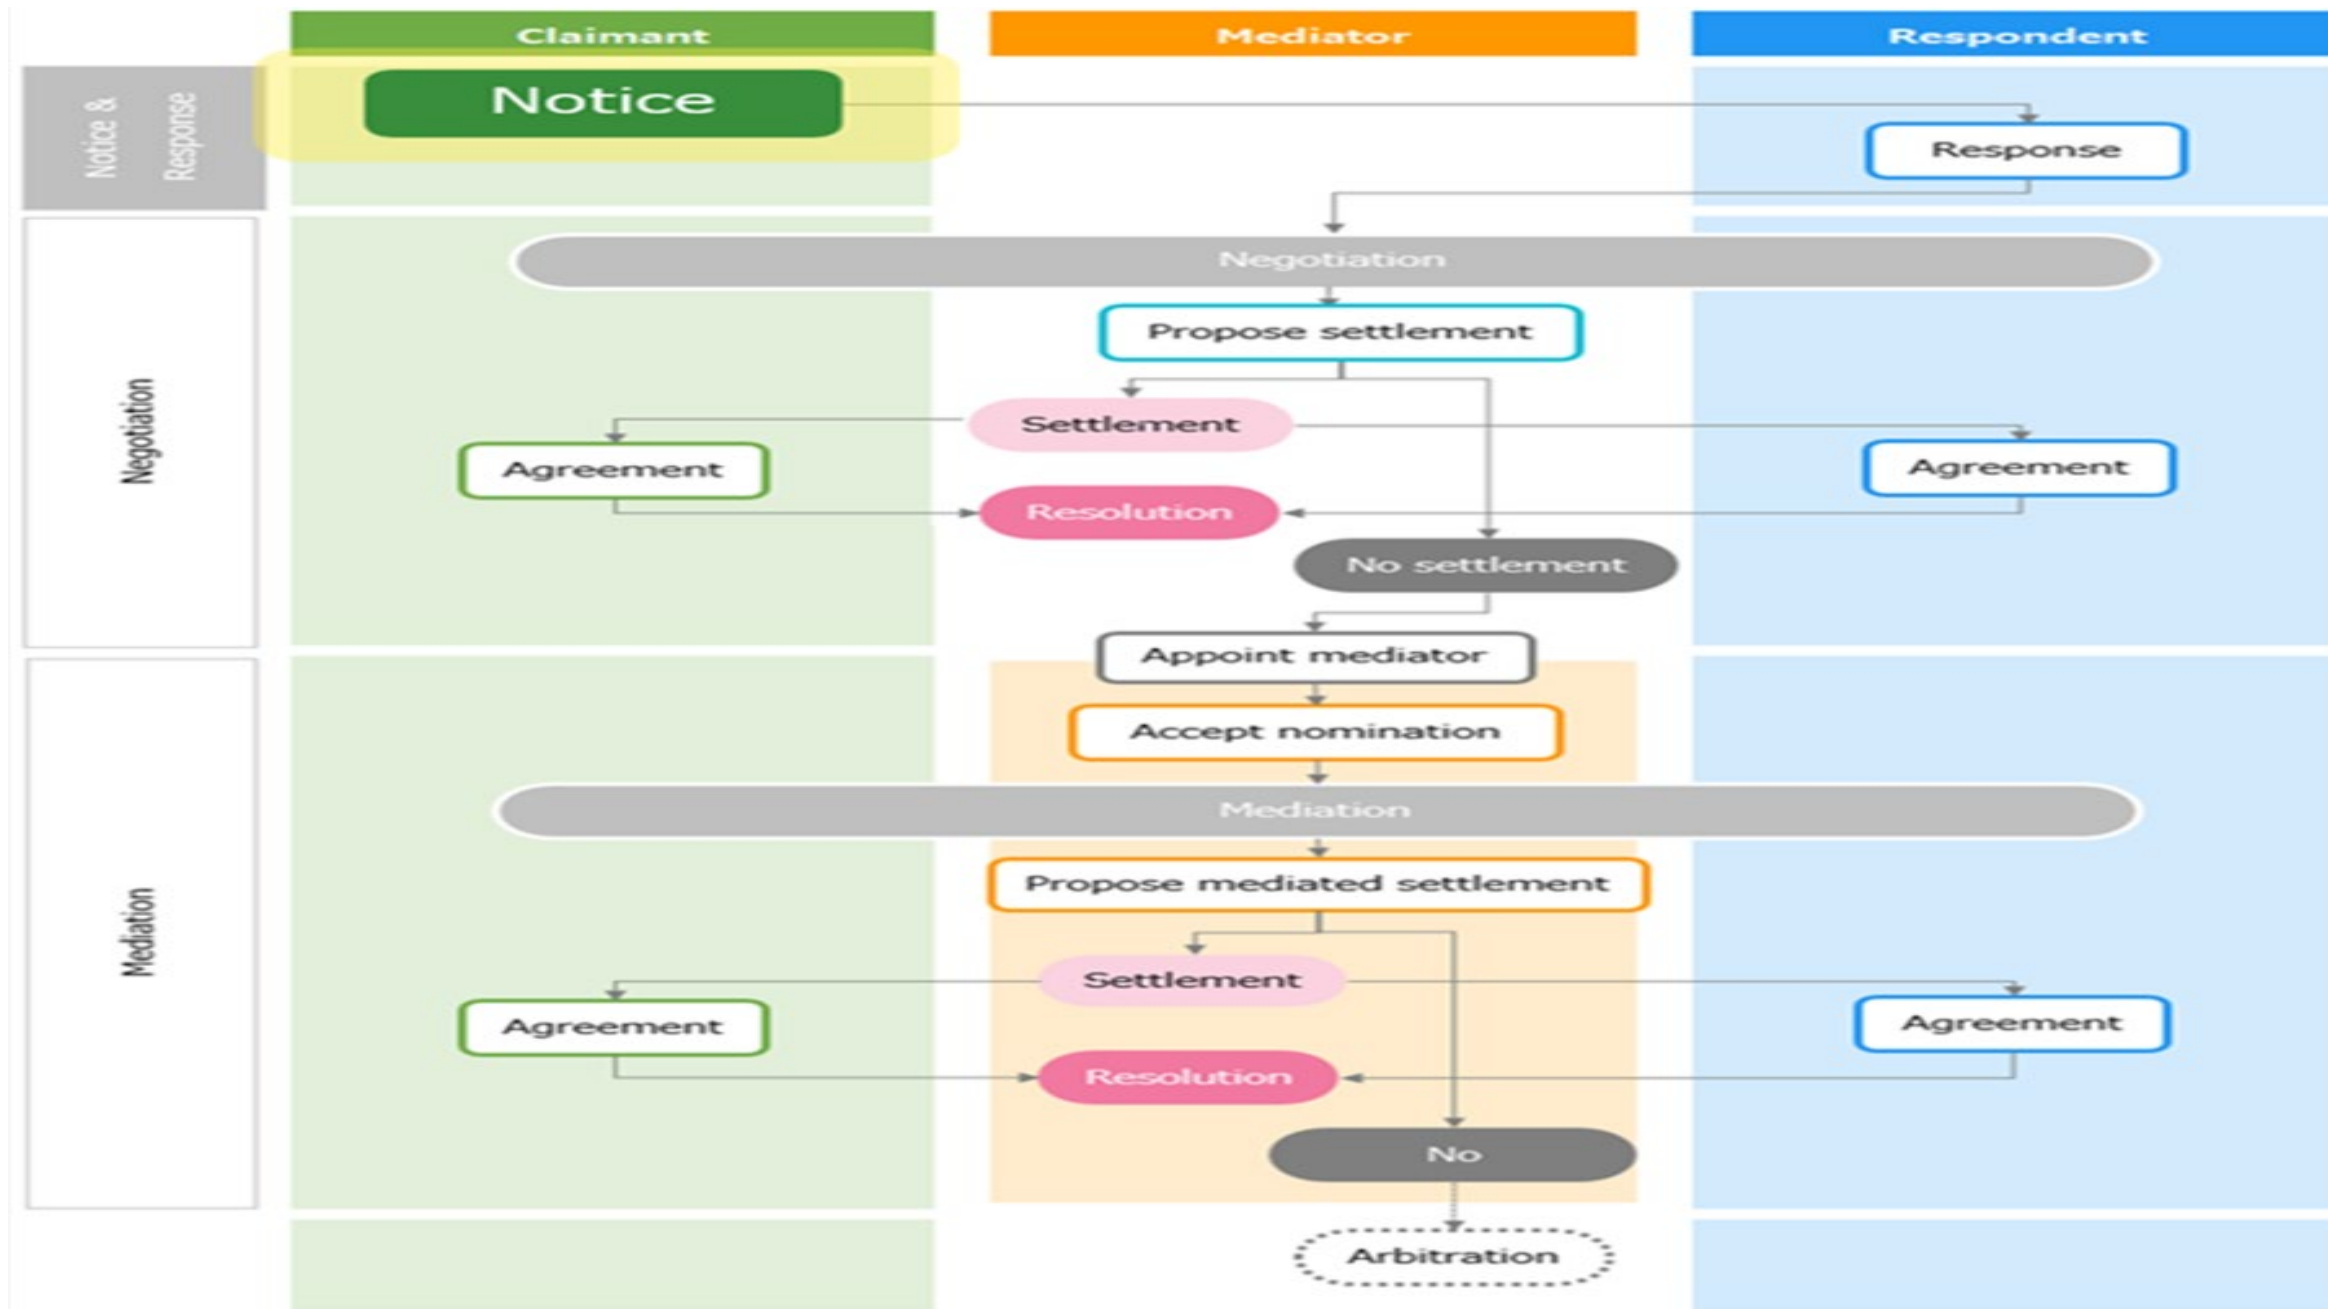 Claimant
Mediator
Respondent
Notice &
Response
Notice
Response
Negotiation
Negotiation
Propose settlement
Settlement
Agreement
Agreement
Resolution
No settlement
Appoint mediator
Mediation
Accept nomination
Mediation
Propose mediated settlement
Settlement
Agreement
Agreement
Resolution
No
Arbitration